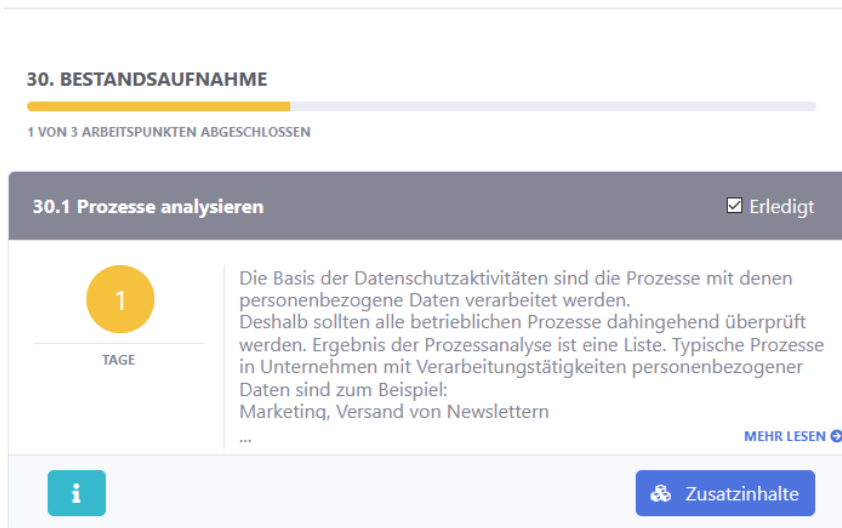 30. BESTANDSAUFNAHME
1 VON 3 ARBEITSPUNKTEN ABGESCHLOSSEN
30.1 Prozesse analysieren
Erledigt
1
TAGE
Die Basis der Datenschutzaktivitäten sind die Prozesse mit denen
personenbezogene Daten verarbeitet werden.
Deshalb sollten alle betrieblichen Prozesse dahingehend überprüft
werden. Ergebnis der Prozessanalyse ist eine Liste. Typische Prozesse
in Unternehmen mit Verarbeitungstätigkeiten personenbezogener
Daten sind zum Beispiel:
Marketing, Versand von Newslettern
...
MEHR LESEN
i
Zusatzinhalte